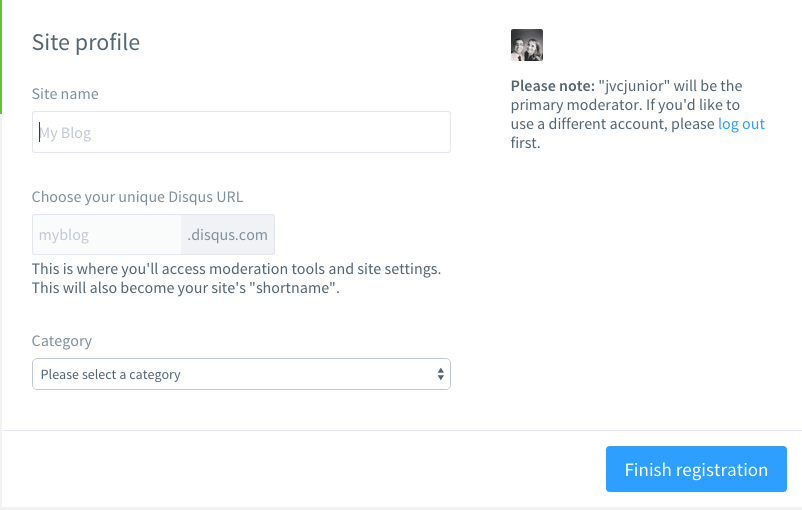 Site profile
Site name
My Blog
Choose your unique Disqus URL
myblog .disqus.com
This is where you'll access moderation tools and site settings.
This will also become your site's "shortname".
Category
Please select a category
Please note: "jvcjunior" will be the
primary moderator. If you'd like to
use a different account, please log out
first.
Finish registration